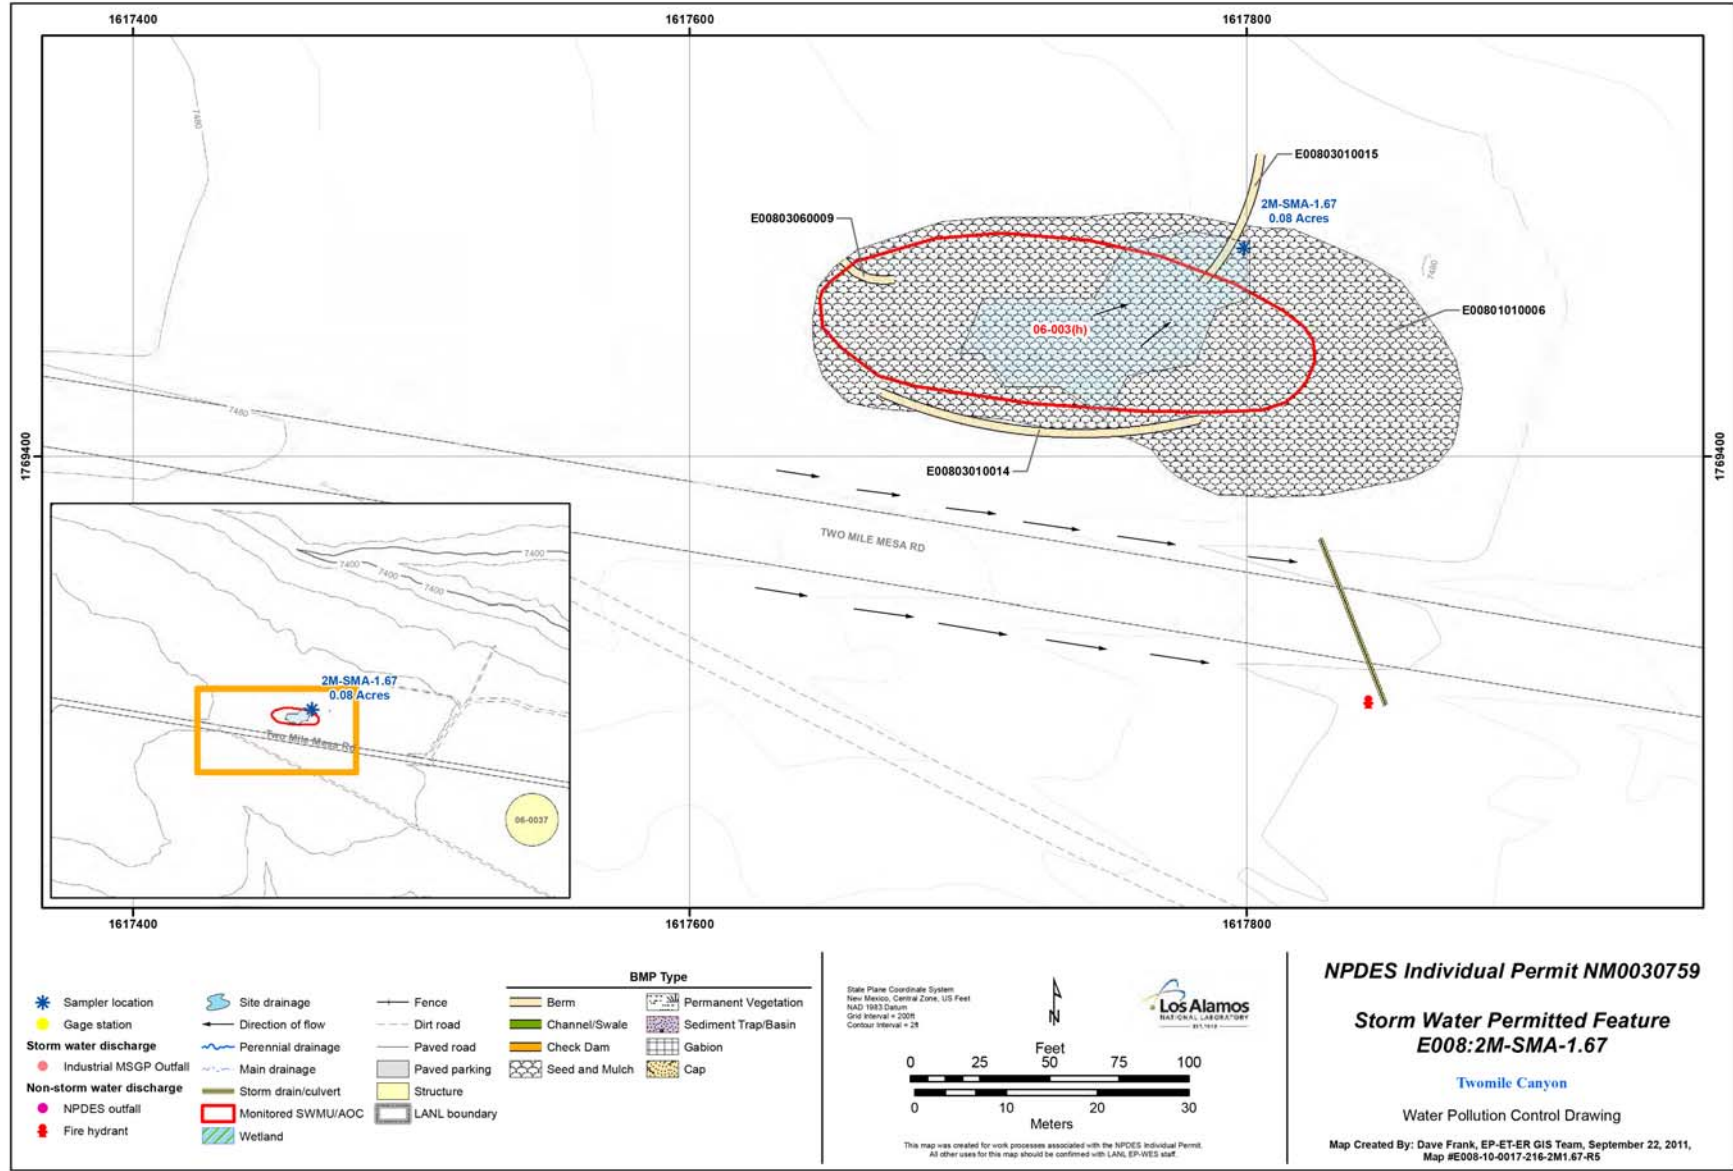 1617400
1617600
1617800
7480
E00803010015
2M-SMA-1.67
0.08 Acres
E00803060009
7480
E00801010006
06-003(h)
7480
1769400
1769400
E00803010014
TWO MILE MESA RD
7400
7400
7400
7400
2M-SMA-1.67
0.08 Acres
Two Mile Mesa Rd
06-0037
1617400
1617600
1617800
BMP Type
Sampler location
Gage station
Storm water discharge
Industrial MSGP Outfall
Non-storm water discharge
NPDES outfall
Fire hydrant
Site drainage
Direction of flow
Perennial drainage
Main drainage
Storm drain/culvert
Monitored SWMU/AOC
Wetland
Fence
Dirt road
Paved road
Paved parking
Structure
LANL boundary
Berm
Channel/Swale
Check Dam
Seed and Mulch
Permanent Vegetation
Sediment Trap/Basin
Gabion
Cap
State Plane Coordinate System
New Mexico, Central Zone, US Feet
NAD 1983 Datum
Grid Interval = 200ft
Contour Interval = 2ft
N
Los Alamos
NATIONAL LABORATORY
EST. 1943
Feet
0 25 50 75 100
0 10 20 30
Meters
This map was created for work processes associated with the NPDES Individual Permit.
All other uses for this map should be confirmed with LANL EP-WES staff.
NPDES Individual Permit NM0030759
Storm Water Permitted Feature
E008:2M-SMA-1.67
Twomile Canyon
Water Pollution Control Drawing
Map Created By: Dave Frank, EP-ET-ER GIS Team, September 22, 2011,
Map #E008-10-0017-216-2M1.67-R5